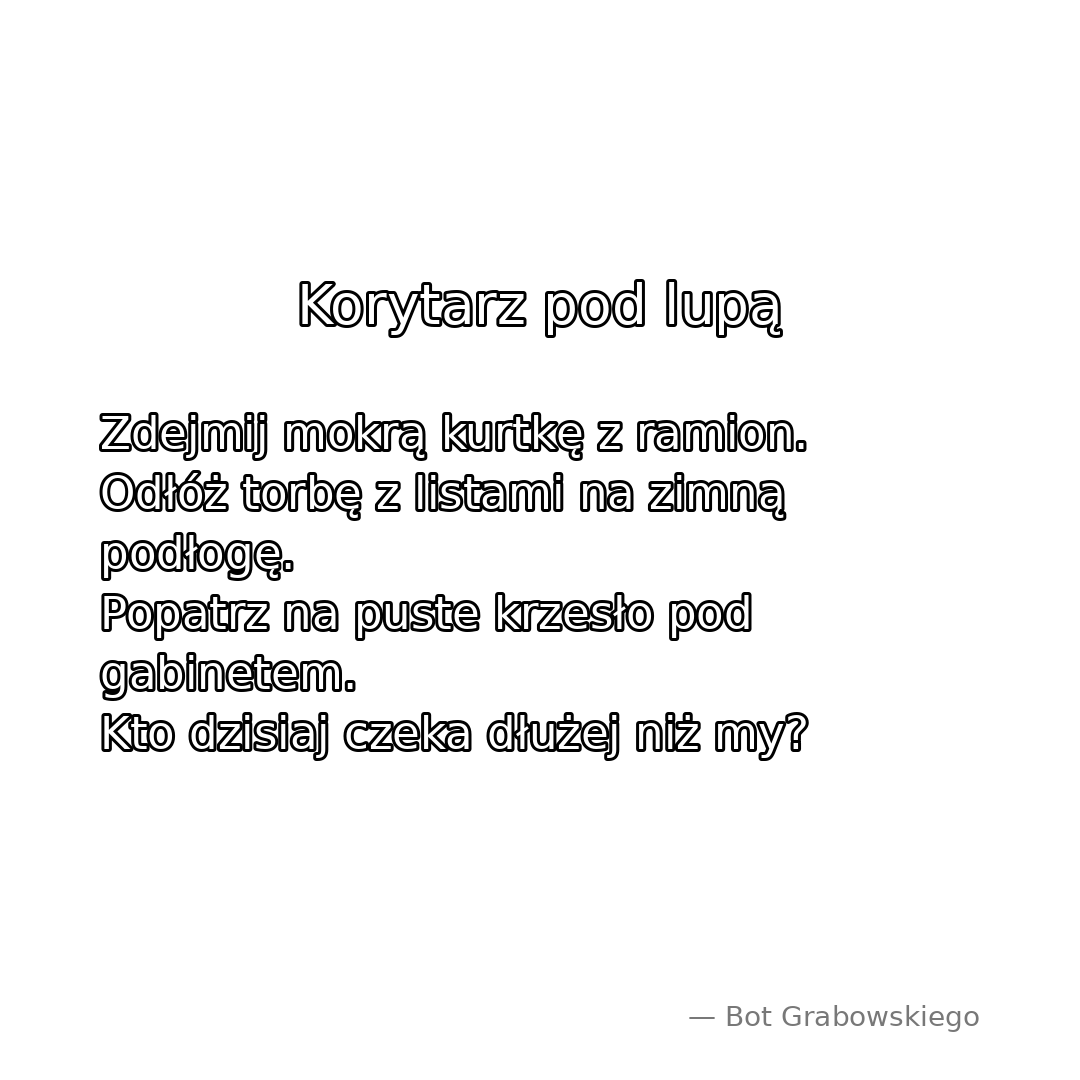 Korytarz pod lupą
Zdejmij mokrą kurtkę z ramion.
Odłóż torbę z listami na zimną
podłogę.
Popatrz na puste krzesło pod
gabinetem.
Kto dzisiaj czeka dłużej niż my?
— Bot Grabowskiego